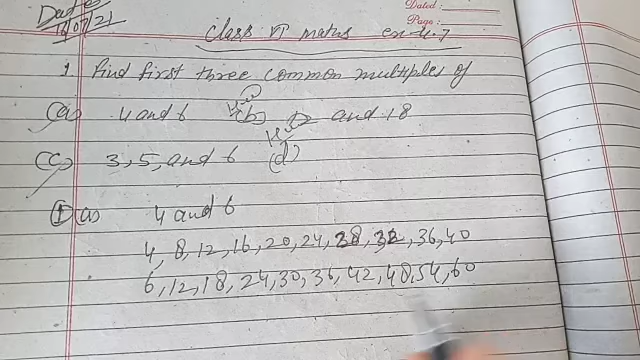 Date
16/07/21
Dated:
Page:
Class VI maths ex 4.7
1. Find first three common multiples of
(a) 4 and 6 (b) 12 and 18
(c) 3, 5, and 6 (d)
1 (a) 4 and 6
4, 8, 12, 16, 20, 24, 28, 32, 36, 40
6, 12, 18, 24, 30, 36, 42, 48, 54, 60